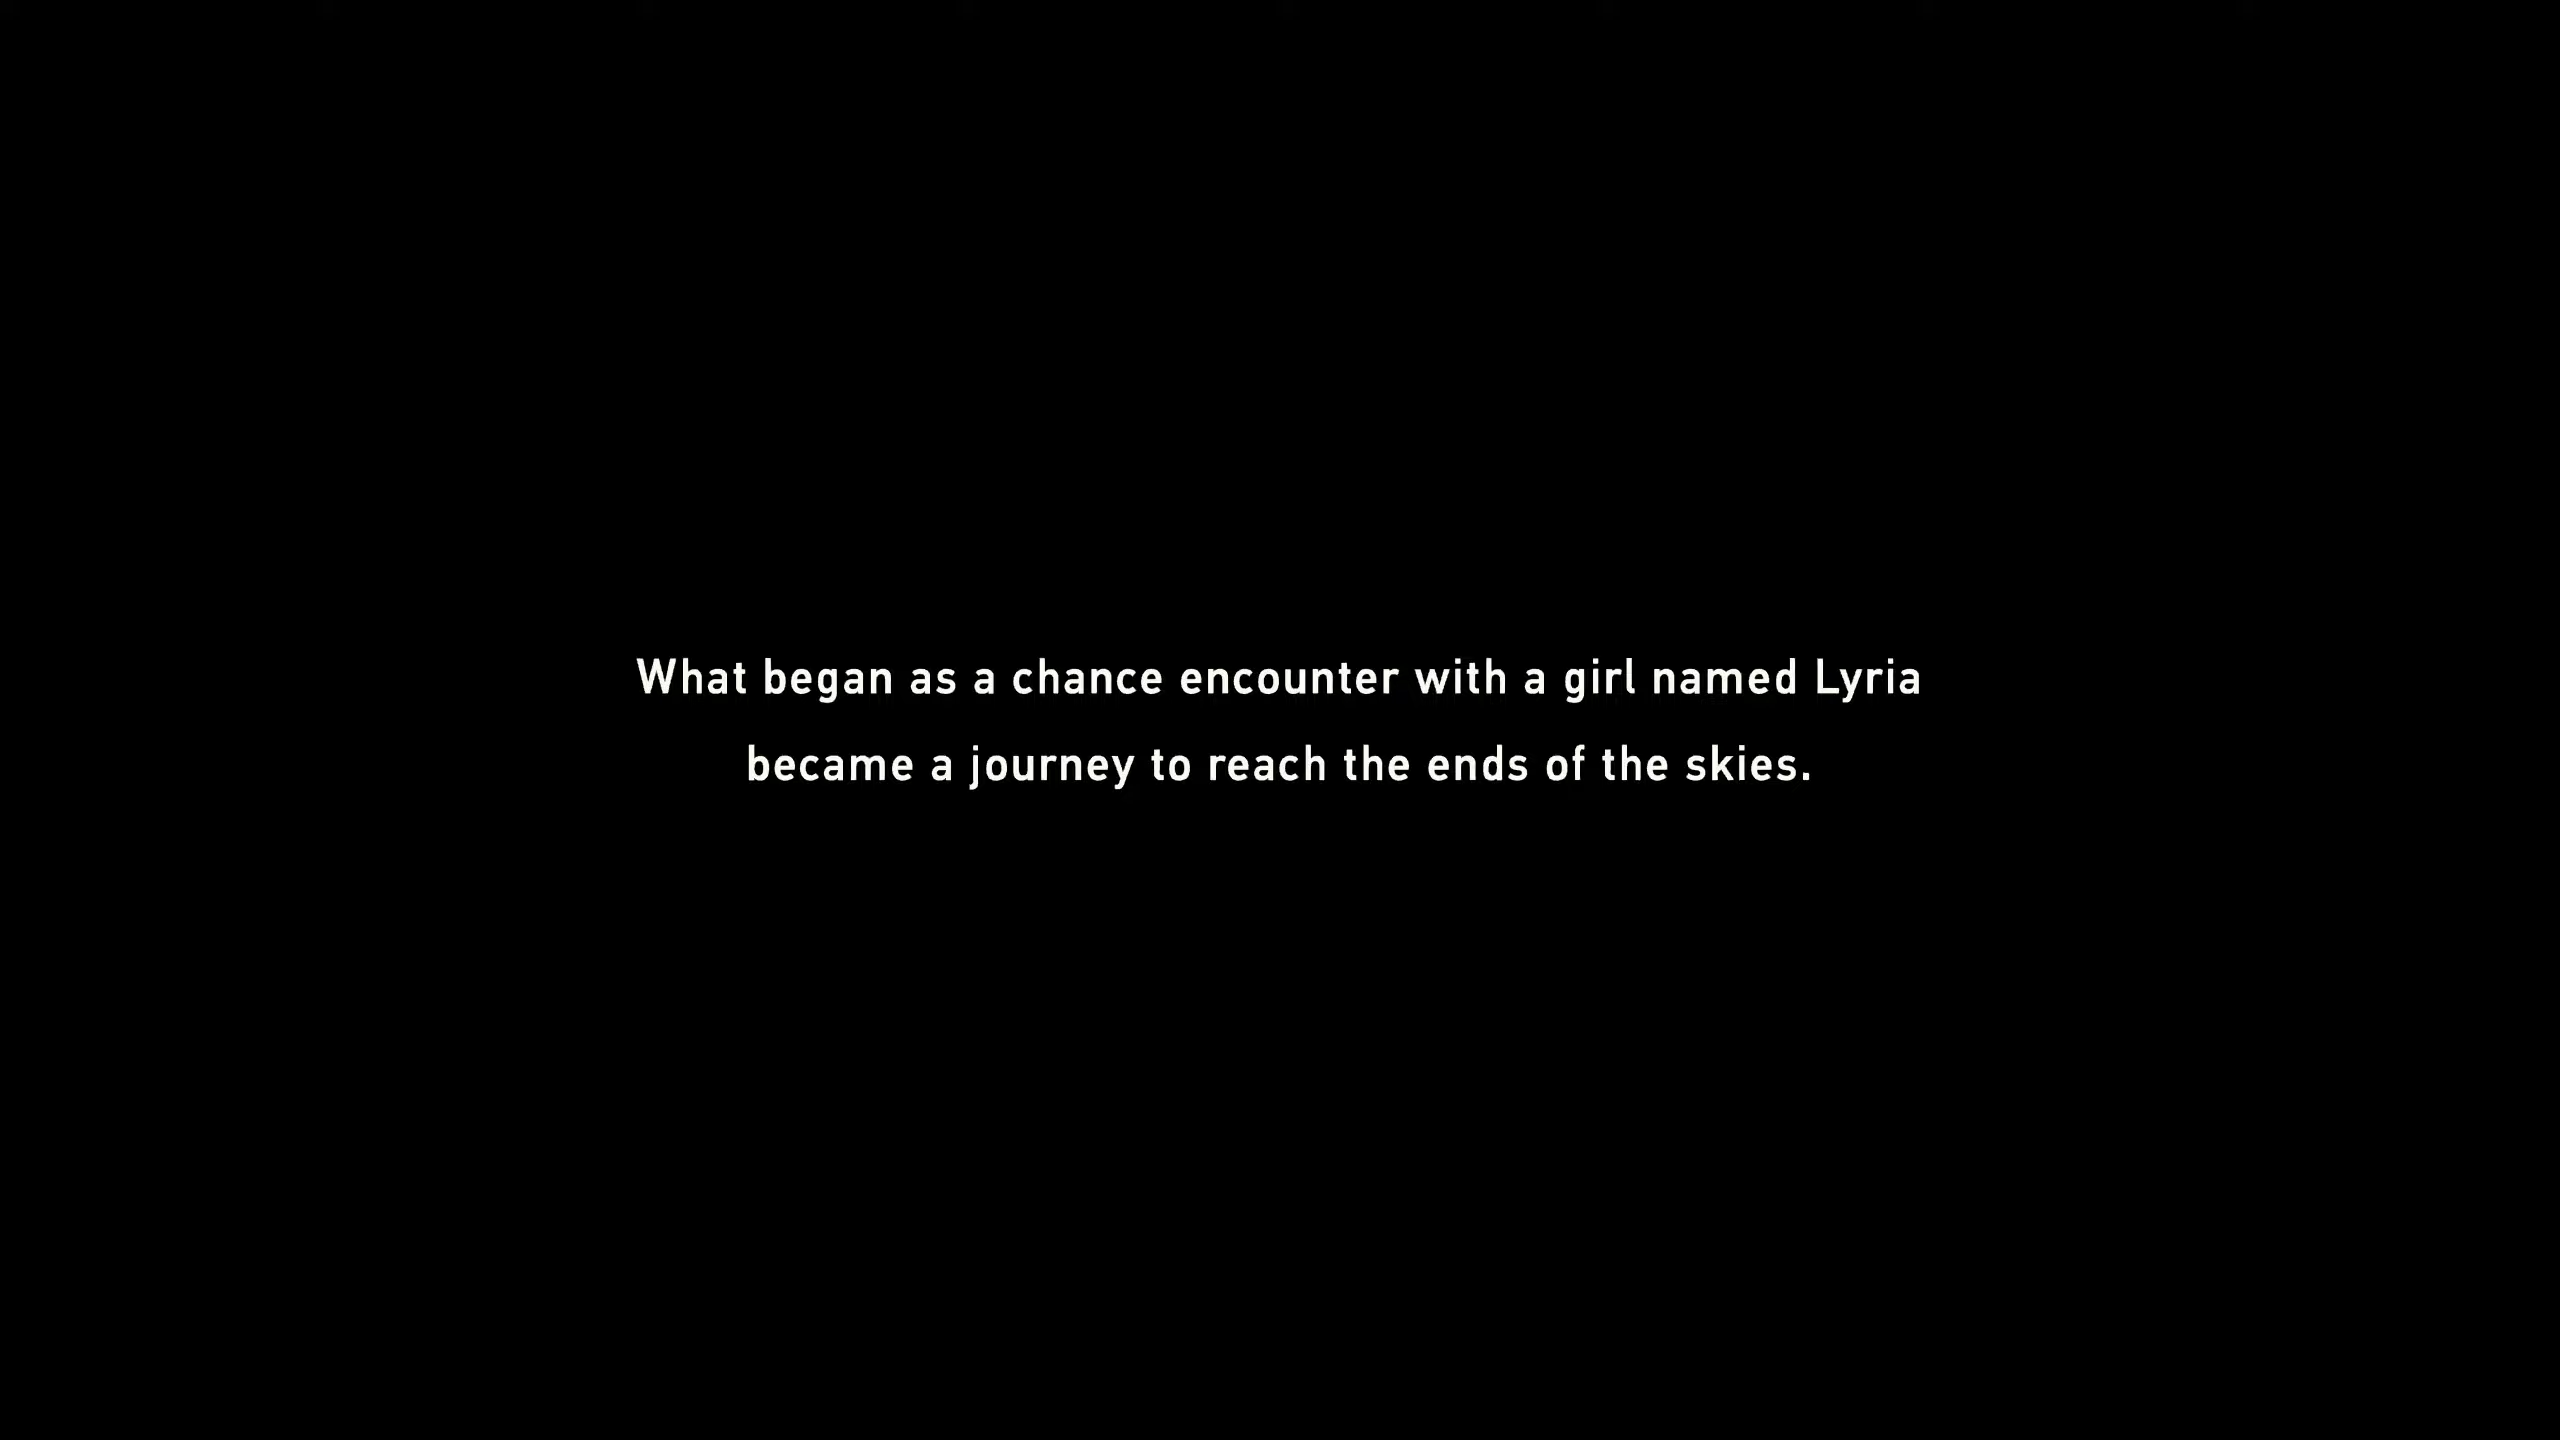 What began as a chance encounter with a girl named Lyria
became a journey to reach the ends of the skies.